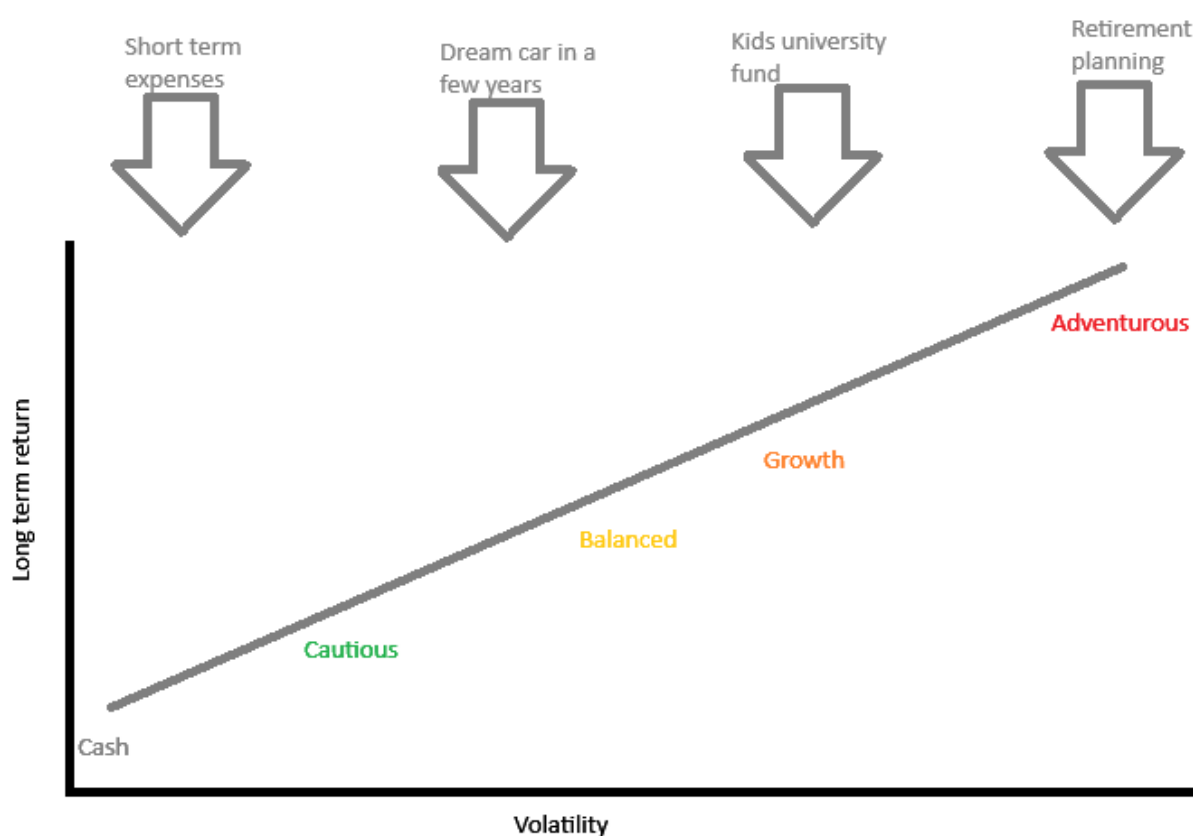 Short term
expenses
Dream car in a
few years
Kids university
fund
Retirement
planning
Adventurous
Growth
Balanced
Cautious
Cash
Long term return
Volatility